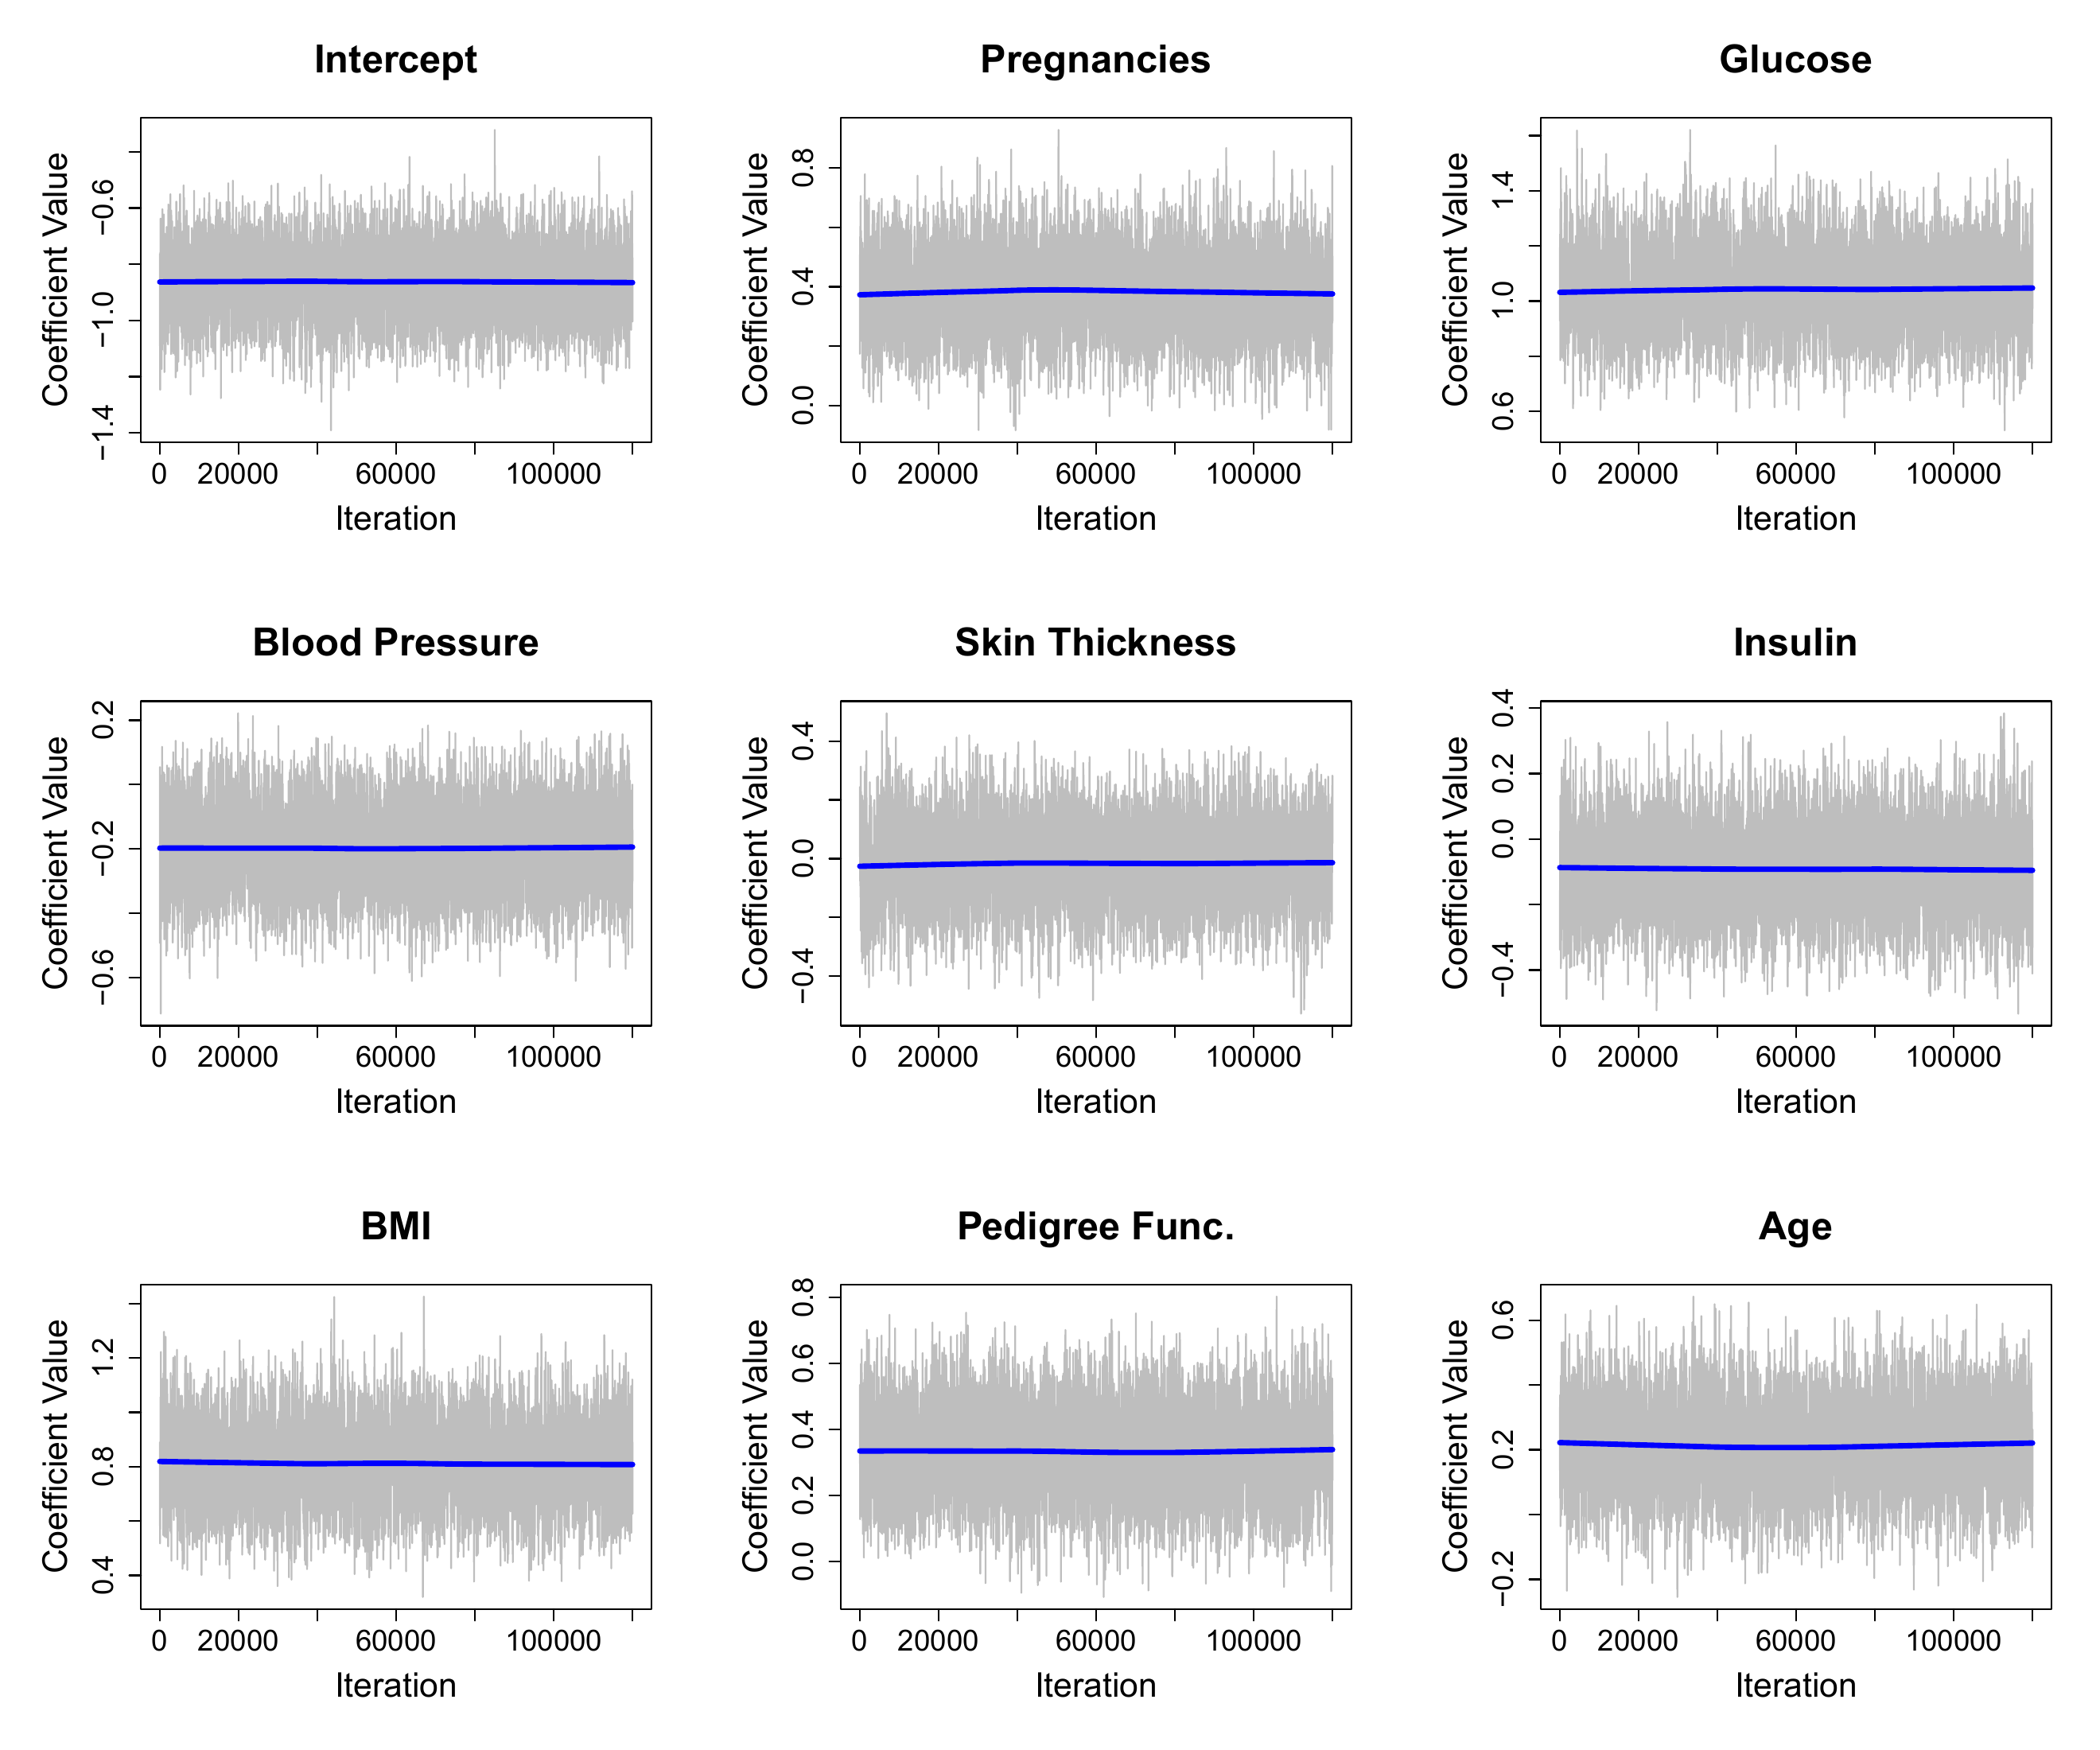 Intercept
Pregnancies
Glucose
Coefficient Value
−1.4 −1.0 −0.6
0 20000 60000 100000
Iteration
Coefficient Value
0.0 0.4 0.8
0 20000 60000 100000
Iteration
Coefficient Value
0.6 1.0 1.4
0 20000 60000 100000
Iteration
Blood Pressure
Skin Thickness
Insulin
Coefficient Value
−0.6 −0.2 0.2
0 20000 60000 100000
Iteration
Coefficient Value
−0.4 0.0 0.4
0 20000 60000 100000
Iteration
Coefficient Value
−0.4 0.0 0.2 0.4
0 20000 60000 100000
Iteration
BMI
Pedigree Func.
Age
Coefficient Value
0.4 0.8 1.2
0 20000 60000 100000
Iteration
Coefficient Value
0.0 0.2 0.4 0.6 0.8
0 20000 60000 100000
Iteration
Coefficient Value
−0.2 0.2 0.6
0 20000 60000 100000
Iteration